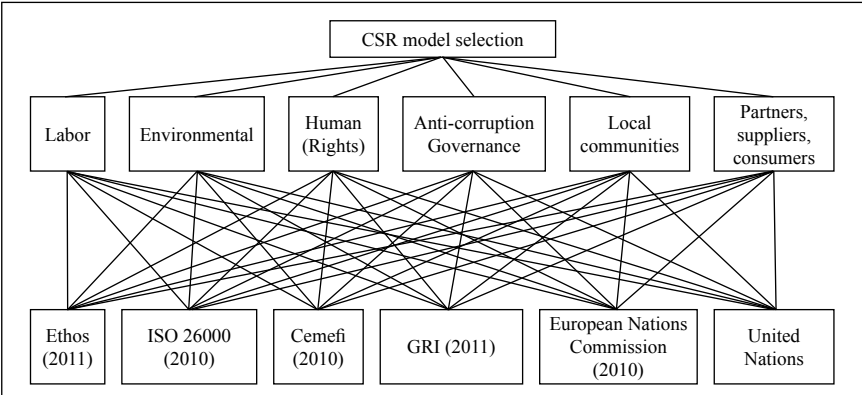 CSR model selection
Labor
Environmental
Human
(Rights)
Anti-corruption
Governance
Local
communities
Partners,
suppliers,
consumers
Ethos
(2011)
ISO 26000
(2010)
Cemefi
(2010)
GRI (2011)
European Nations
Commission
(2010)
United
Nations